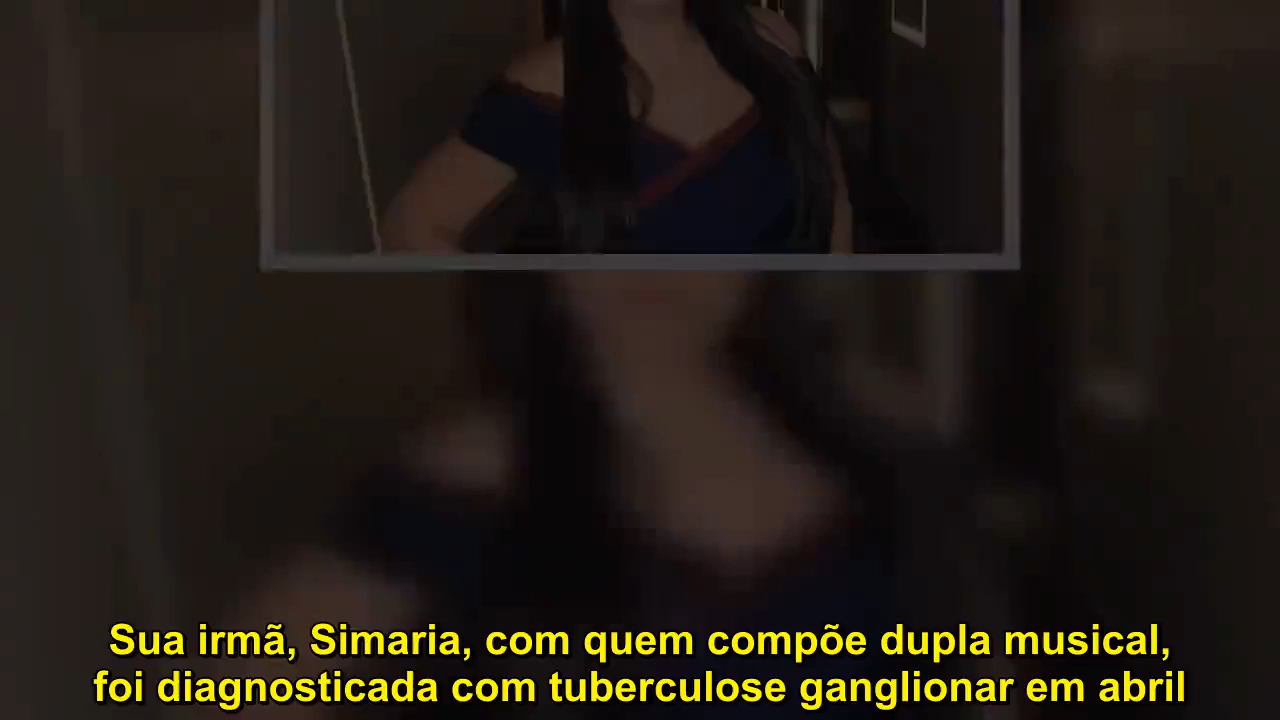 Sua irmã, Simaria, com quem compõe dupla musical,
foi diagnosticada com tuberculose ganglionar em abril